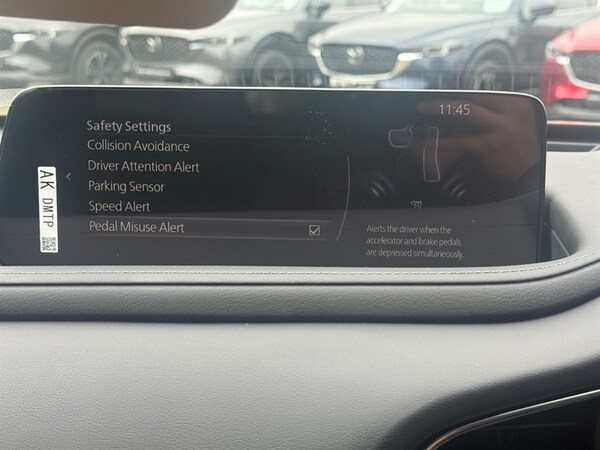 11:45
Safety Settings
Collision Avoidance
Driver Attention Alert
Parking Sensor
Speed Alert
Pedal Misuse Alert
Alerts the driver when the
accelerator and brake pedals
are depressed simultaneously.
AK DMTP